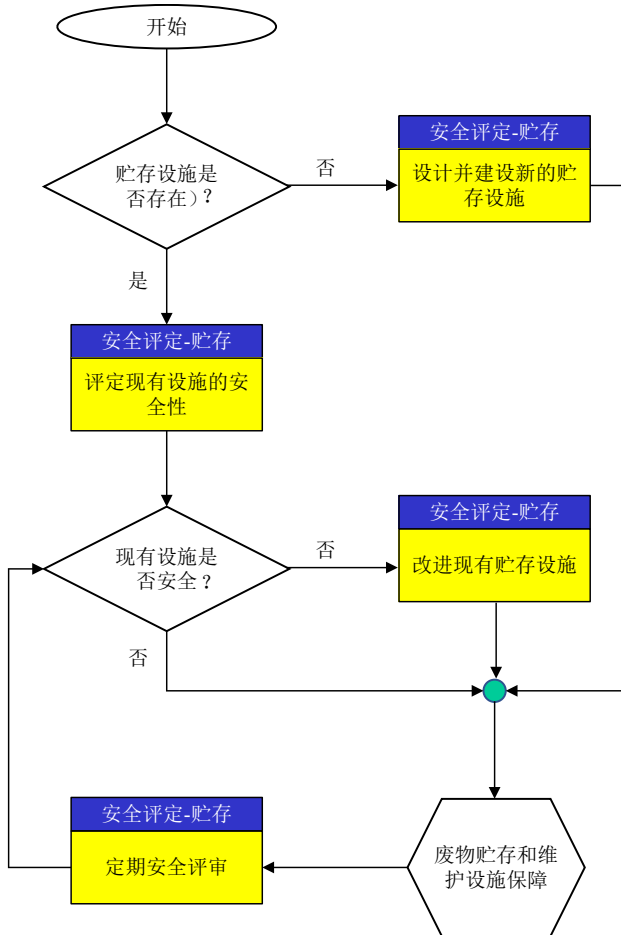 开始
贮存设施是
否存在）？
否
安全评定-贮存
设计并建设新的贮
存设施
是
安全评定-贮存
评定现有设施的安
全性
现有设施是
否安全？
否
安全评定-贮存
改进现有贮存设施
否
安全评定-贮存
定期安全评审
废物贮存和维
护设施保障